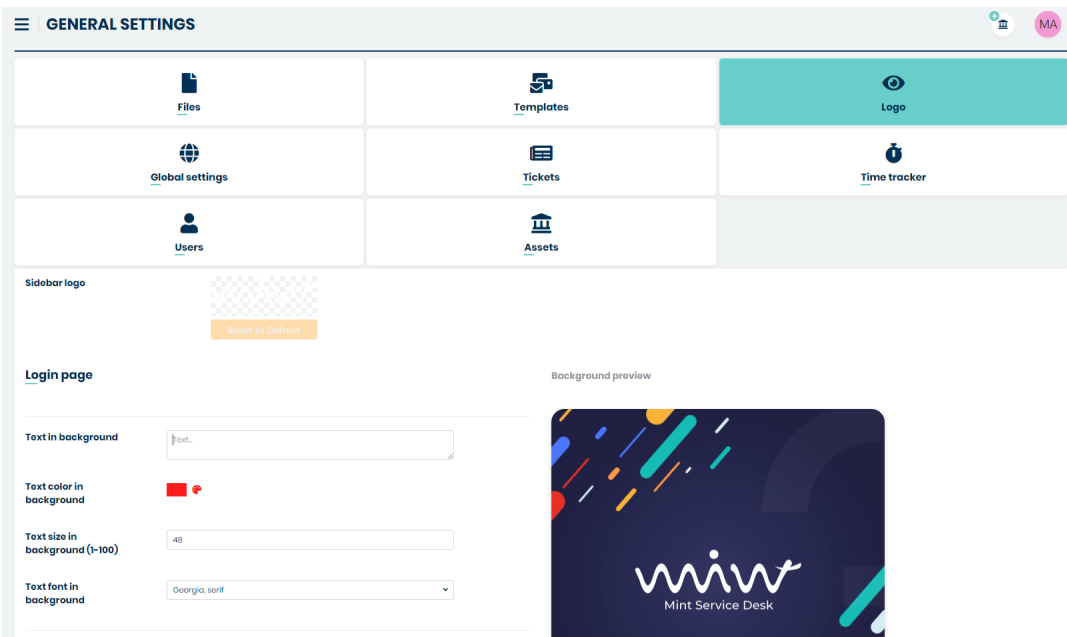 GENERAL SETTINGS
MA
Files
Templates
Logo
Global settings
Tickets
Time tracker
Users
Assets
Sidebar logo
Reset to Default
Login page
Background preview
Text in background
Text...
Text color in
background
Text size in
background (1-100)
48
Text font in
background
Georgia, serif
mint
Mint Service Desk